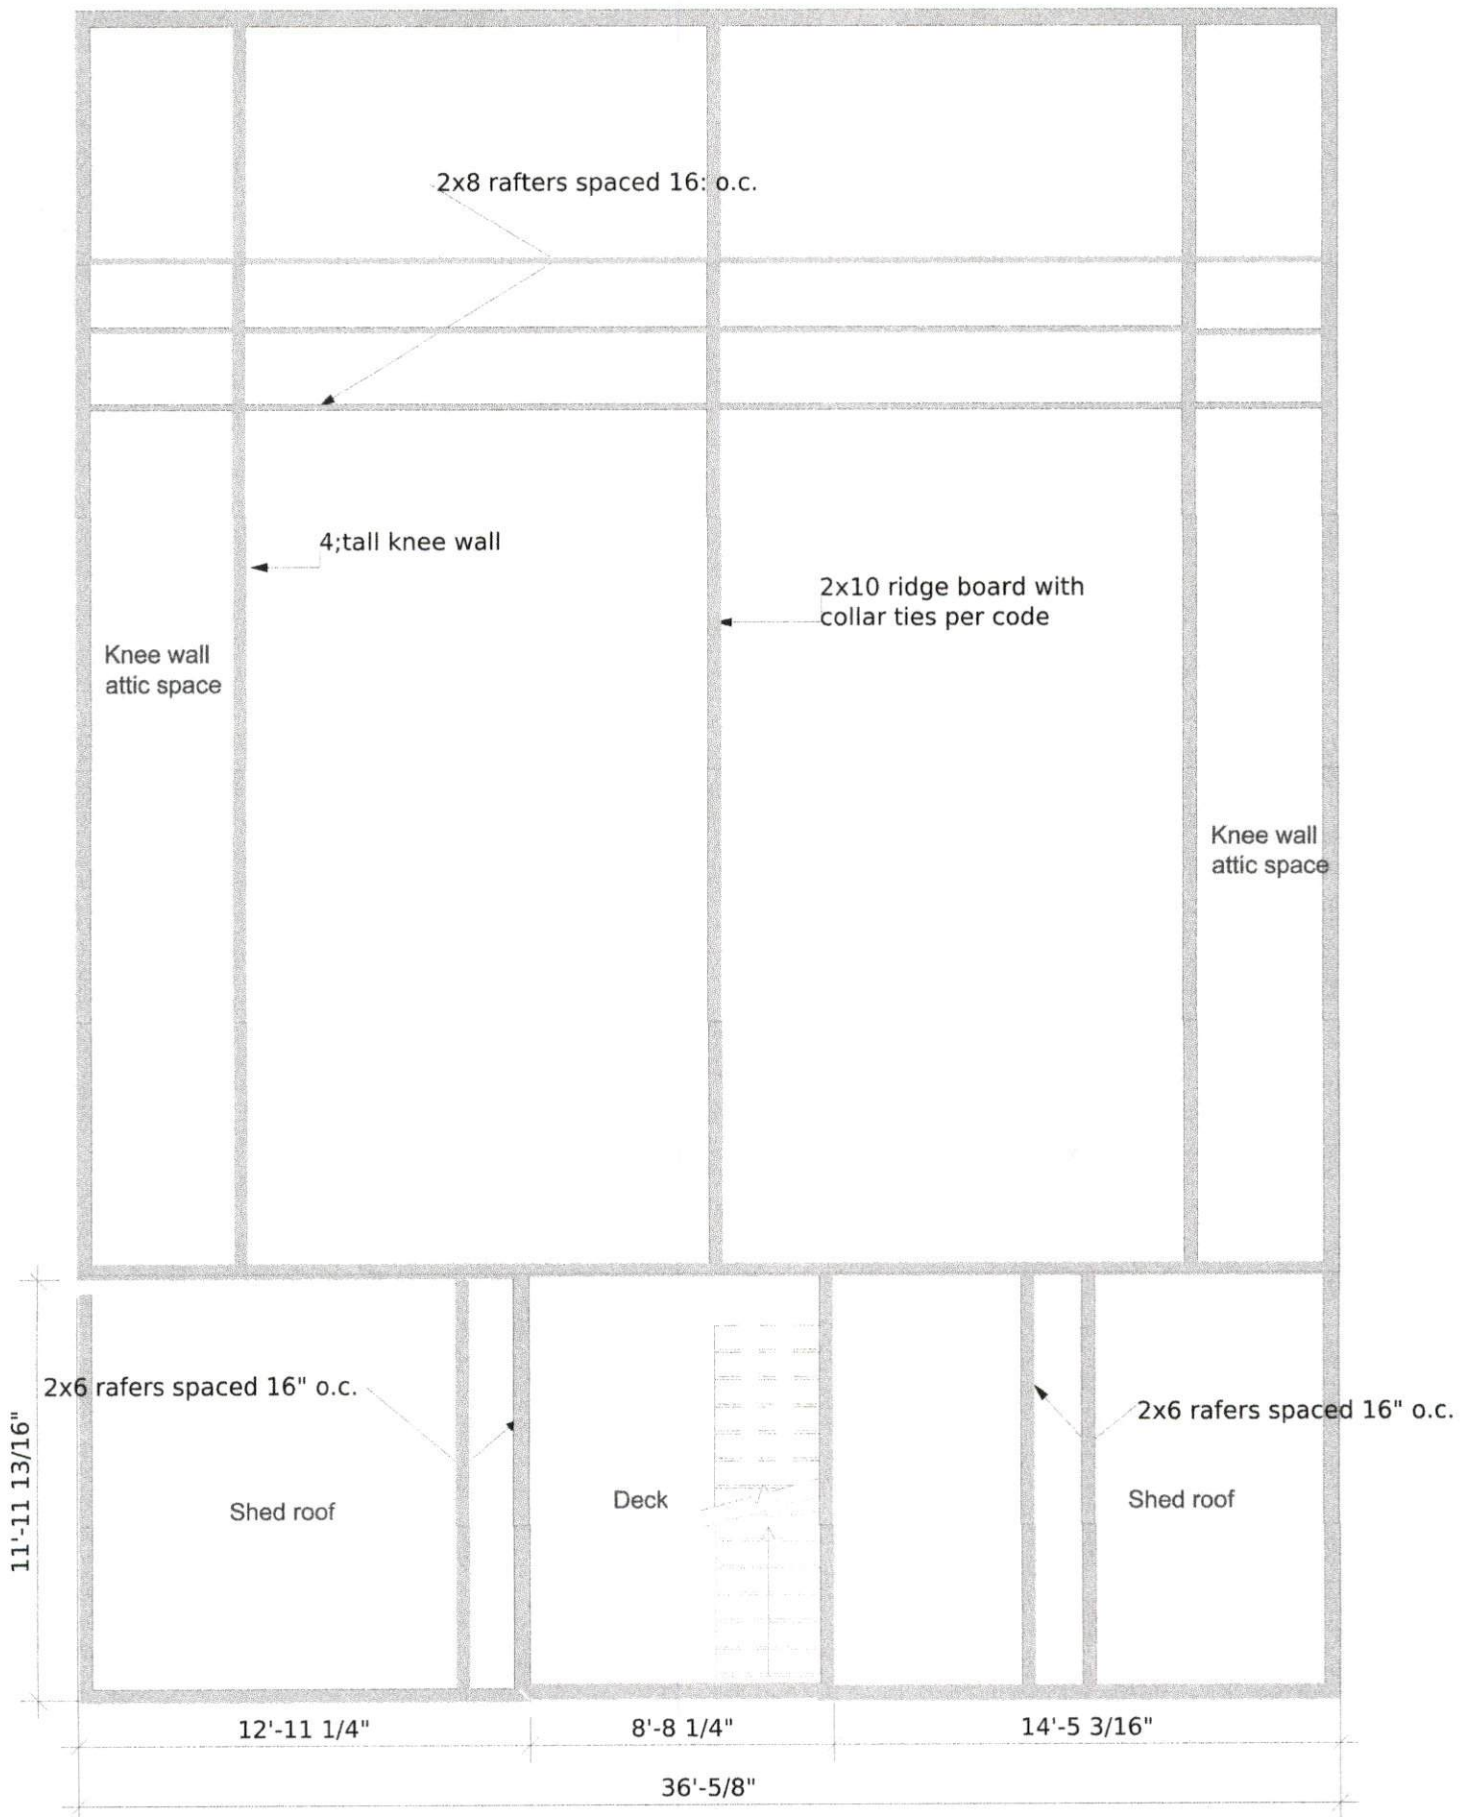 2x8 rafters spaced 16: o.c.
4;tall knee wall
2x10 ridge board with
collar ties per code
Knee wall
attic space
Knee wall
attic space
2x6 rafers spaced 16" o.c.
2x6 rafers spaced 16" o.c.
11'-11 13/16"
Shed roof
Deck
Shed roof
12'-11 1/4"
8'-8 1/4"
14'-5 3/16"
36'-5/8"